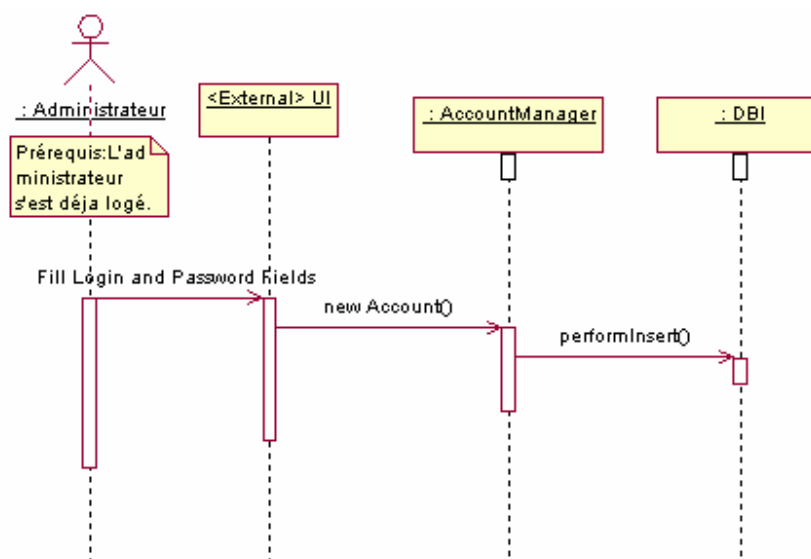 : Administrateur
<External> UI
: AccountManager
: DBI
Prérequis:L'ad
ministrateur
s'est déja logé.
Fill Login and Password Fields
new Account()
performInsert()